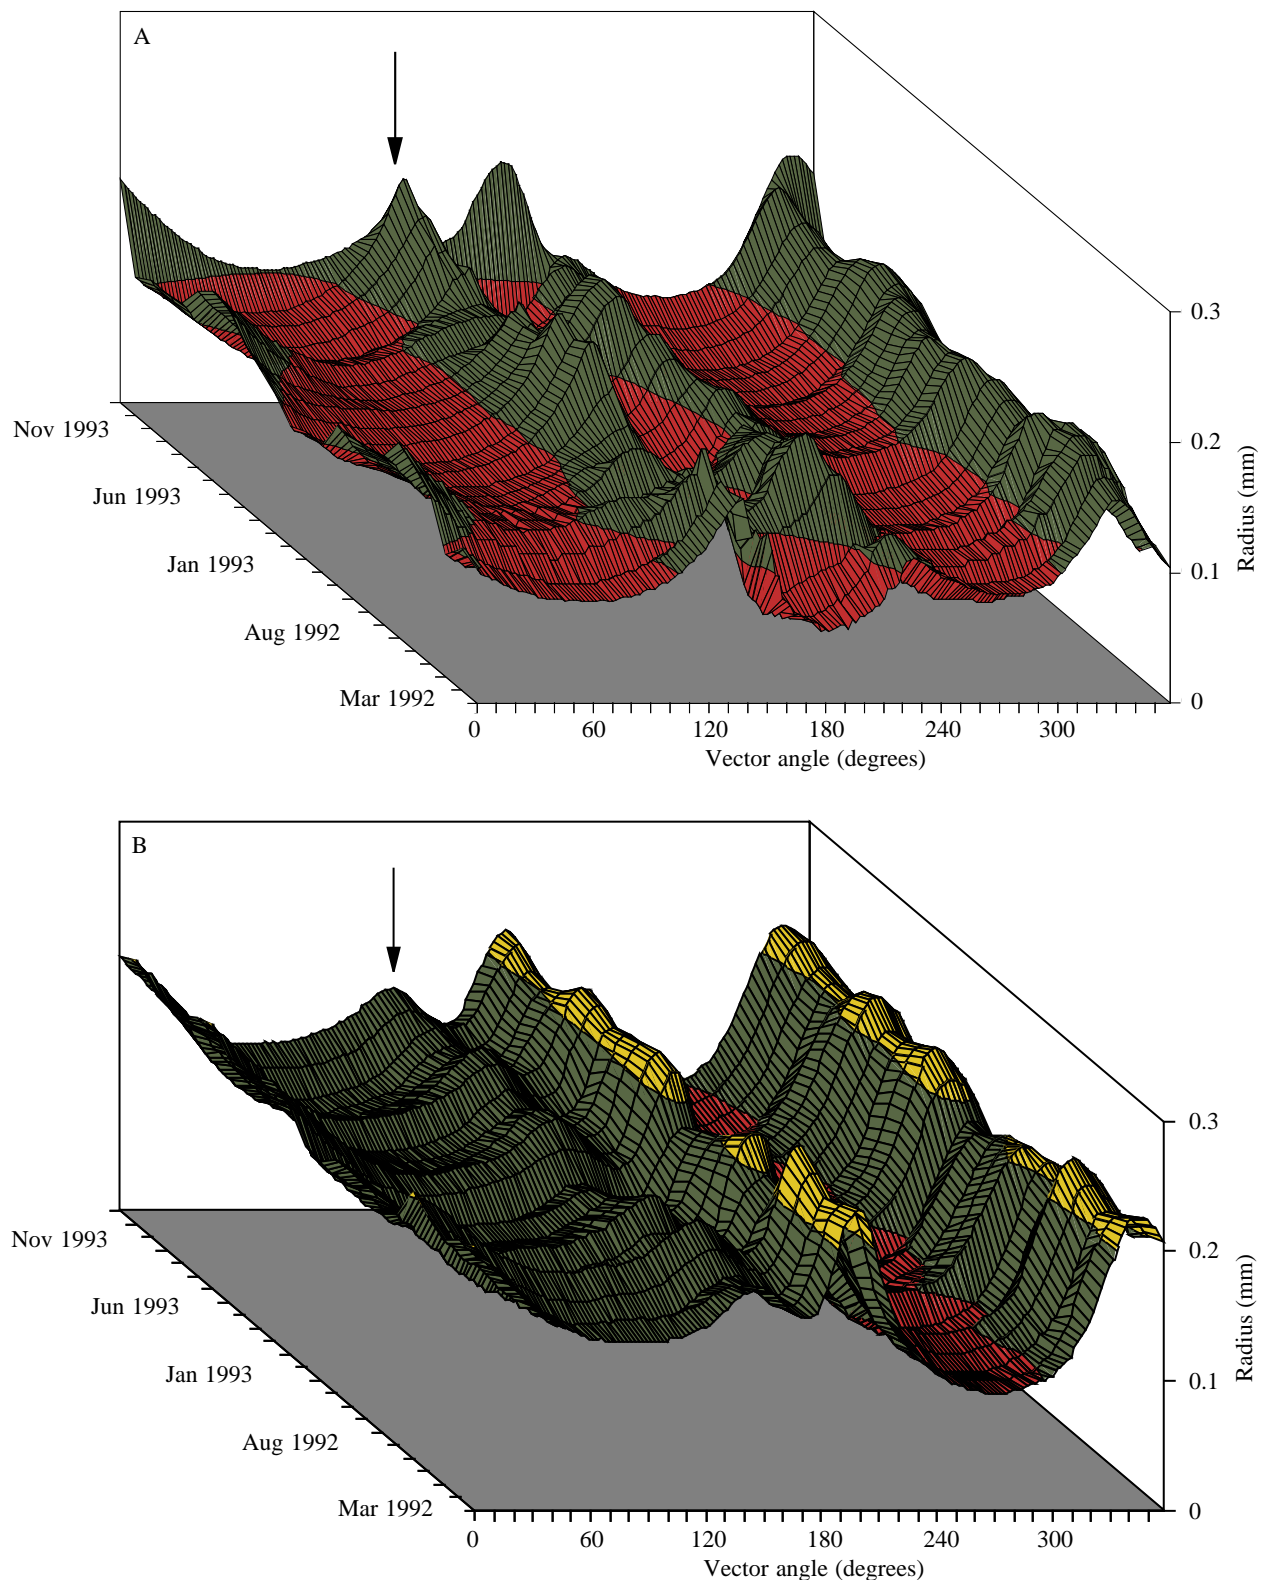 A
0.3
Nov 1993
0.2
Jun 1993
Jan 1993
0.1
Radius (mm)
Aug 1992
Mar 1992
0
0 60 120 180 240 300
Vector angle (degrees)
B
0.3
Nov 1993
0.2
Jun 1993
Jan 1993
0.1
Radius (mm)
Aug 1992
Mar 1992
0
0 60 120 180 240 300
Vector angle (degrees)